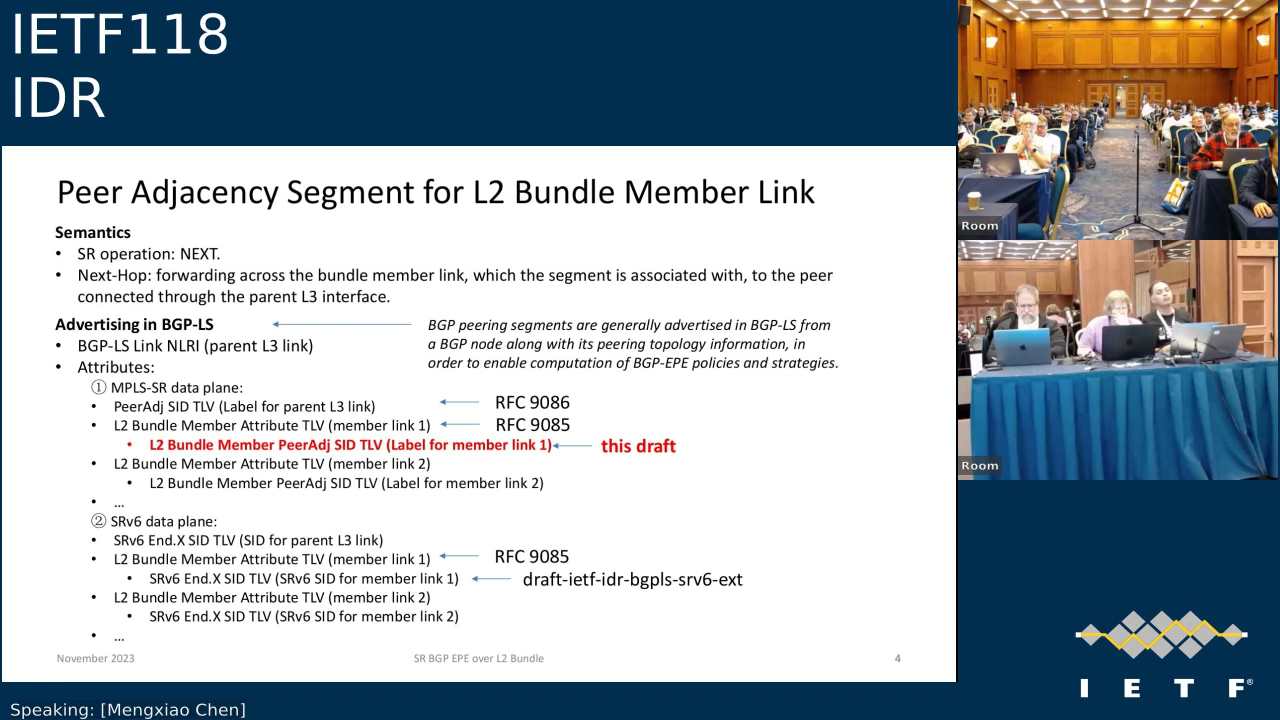 IETF118
IDR
Peer Adjacency Segment for L2 Bundle Member Link
Semantics
• SR operation: NEXT.
• Next-Hop: forwarding across the bundle member link, which the segment is associated with, to the peer
connected through the parent L3 interface.
Advertising in BGP-LS
BGP peering segments are generally advertised in BGP-LS from
a BGP node along with its peering topology information, in
order to enable computation of BGP-EPE policies and strategies.
• BGP-LS Link NLRI (parent L3 link)
• Attributes:
① MPLS-SR data plane:
• PeerAdj SID TLV (Label for parent L3 link) RFC 9086
• L2 Bundle Member Attribute TLV (member link 1) RFC 9085
• L2 Bundle Member PeerAdj SID TLV (Label for member link 1) this draft
• L2 Bundle Member Attribute TLV (member link 2)
• L2 Bundle Member PeerAdj SID TLV (Label for member link 2)
• ...
② SRv6 data plane:
• SRv6 End.X SID TLV (SID for parent L3 link)
• L2 Bundle Member Attribute TLV (member link 1) RFC 9085
• SRv6 End.X SID TLV (SRv6 SID for member link 1) draft-ietf-idr-bgpls-srv6-ext
• L2 Bundle Member Attribute TLV (member link 2)
• SRv6 End.X SID TLV (SRv6 SID for member link 2)
• ...
November 2023 SR BGP EPE over L2 Bundle 4
Room
Room
I E T F®
Speaking: [Mengxiao Chen]